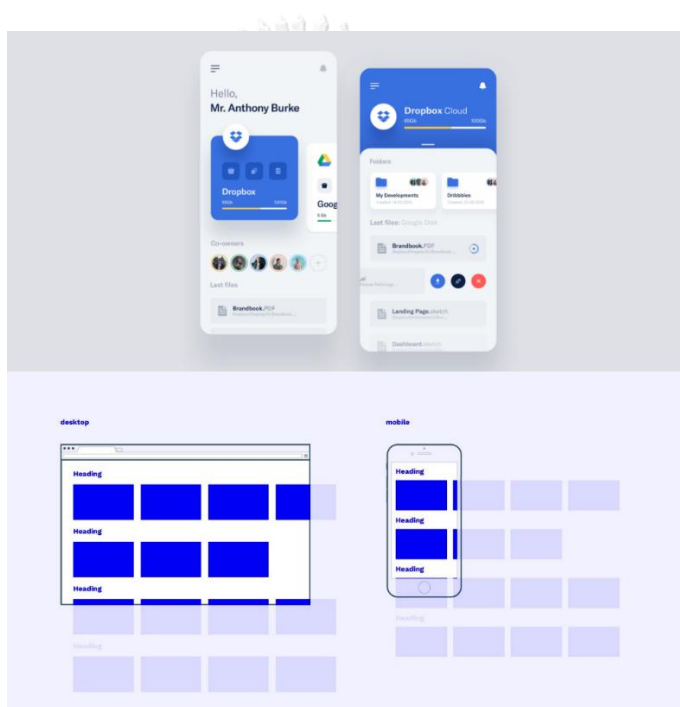 Hello,
Mr. Anthony Burke
Dropbox
Goog
Co-owners
Last files
Brandbook.PDF
Dropbox Cloud
Folders
My Developments
Dribbbles
Last files: Google Disk
Brandbook.PDF
Landing Page.sketch
Dashboard.sketch
desktop
Heading
Heading
Heading
Heading
mobile
Heading
Heading
Heading
Heading